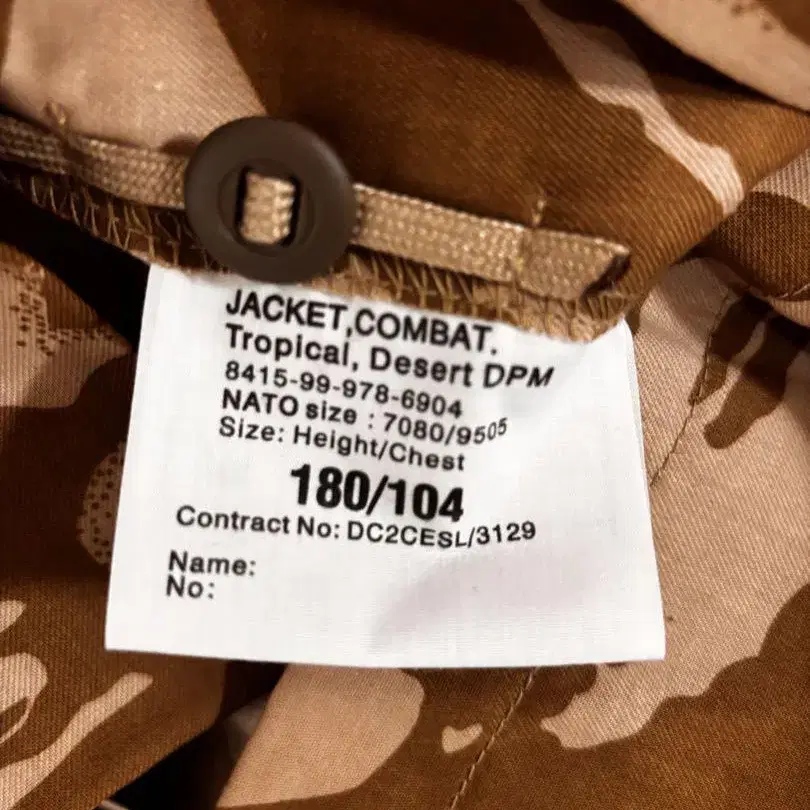 JACKET,COMBAT.
Tropical, Desert DPM
8415-99-978-6904
NATO size : 7080/9505
Size: Height/Chest
180/104
Contract No: DC2CESL/3129
Name:
No: